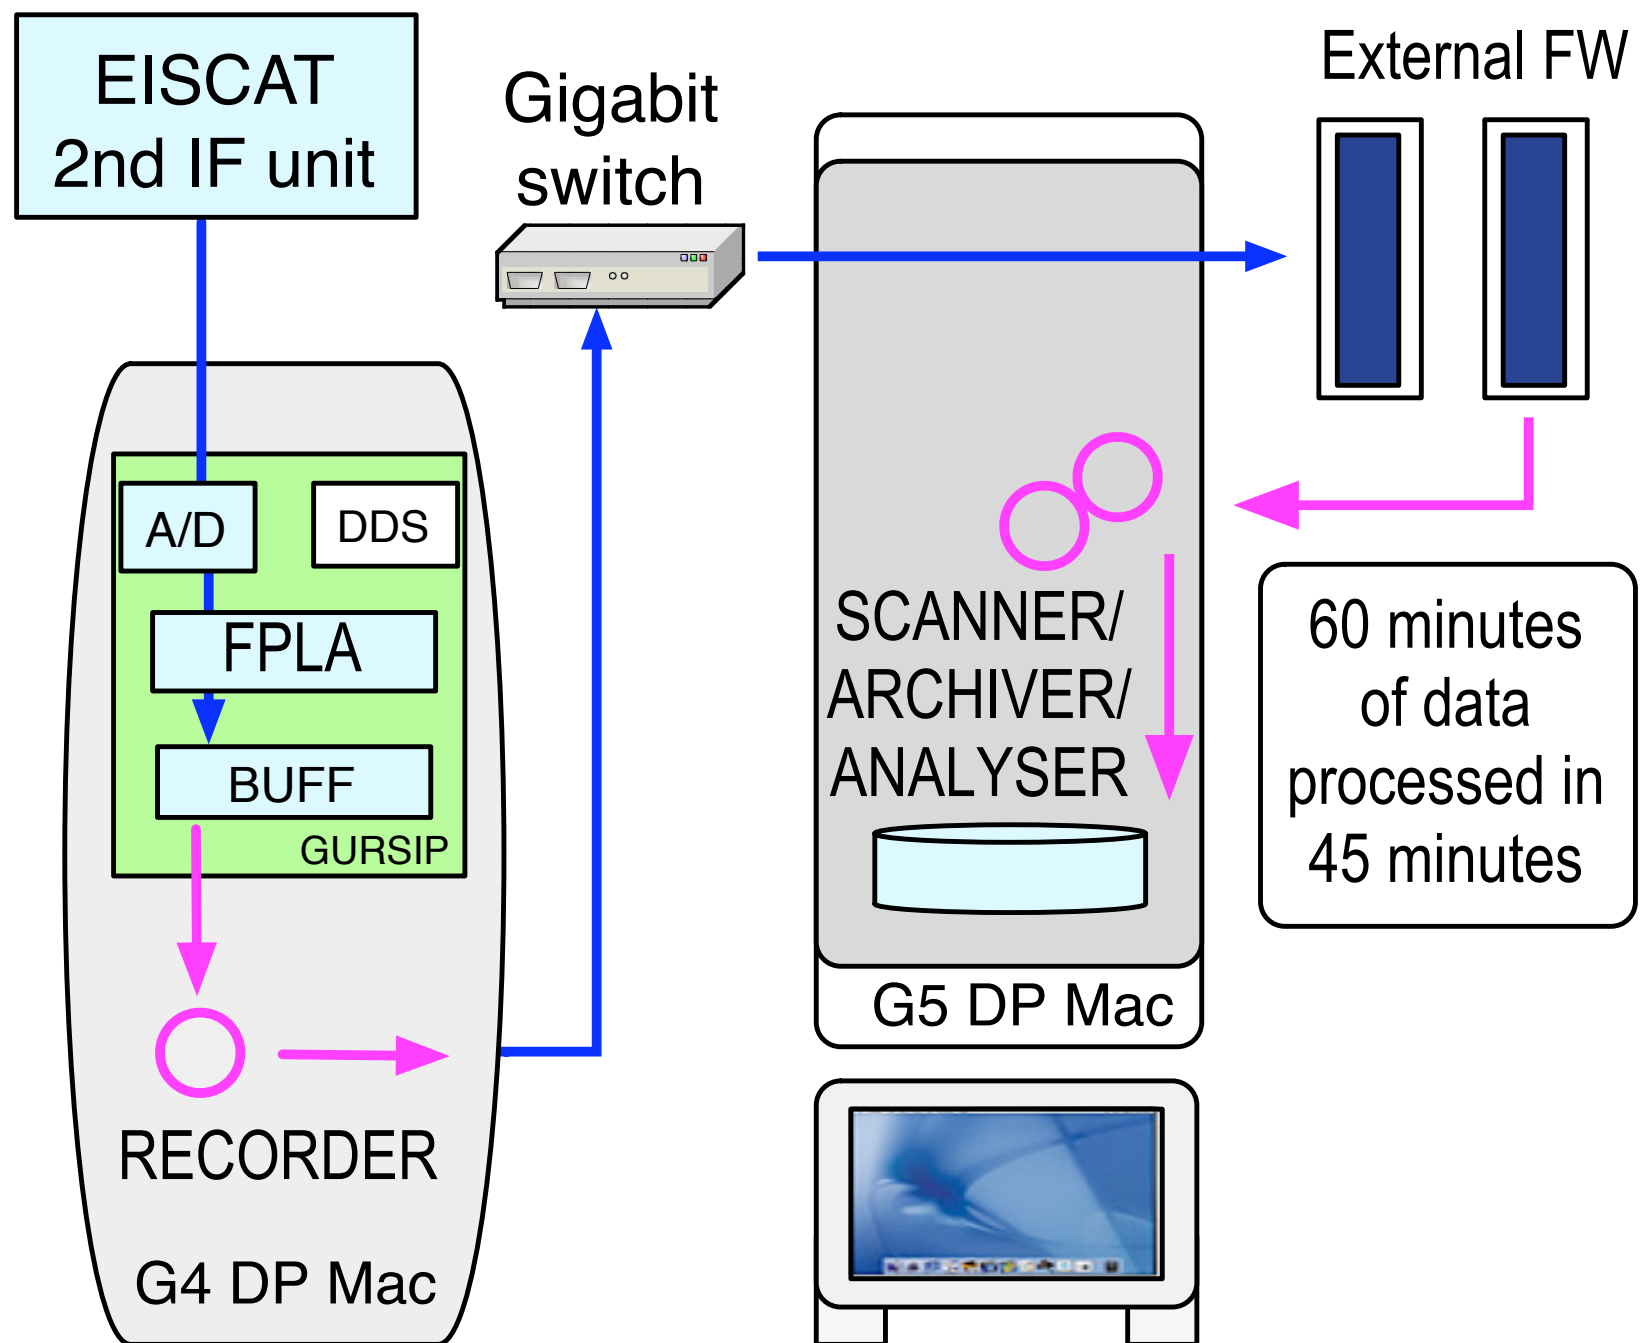 EISCAT
2nd IF unit
Gigabit
switch
External FW
A/D
DDS
FPLA
BUFF
GURSIP
RECORDER
G4 DP Mac
SCANNER/
ARCHIVER/
ANALYSER
G5 DP Mac
60 minutes
of data
processed in
45 minutes